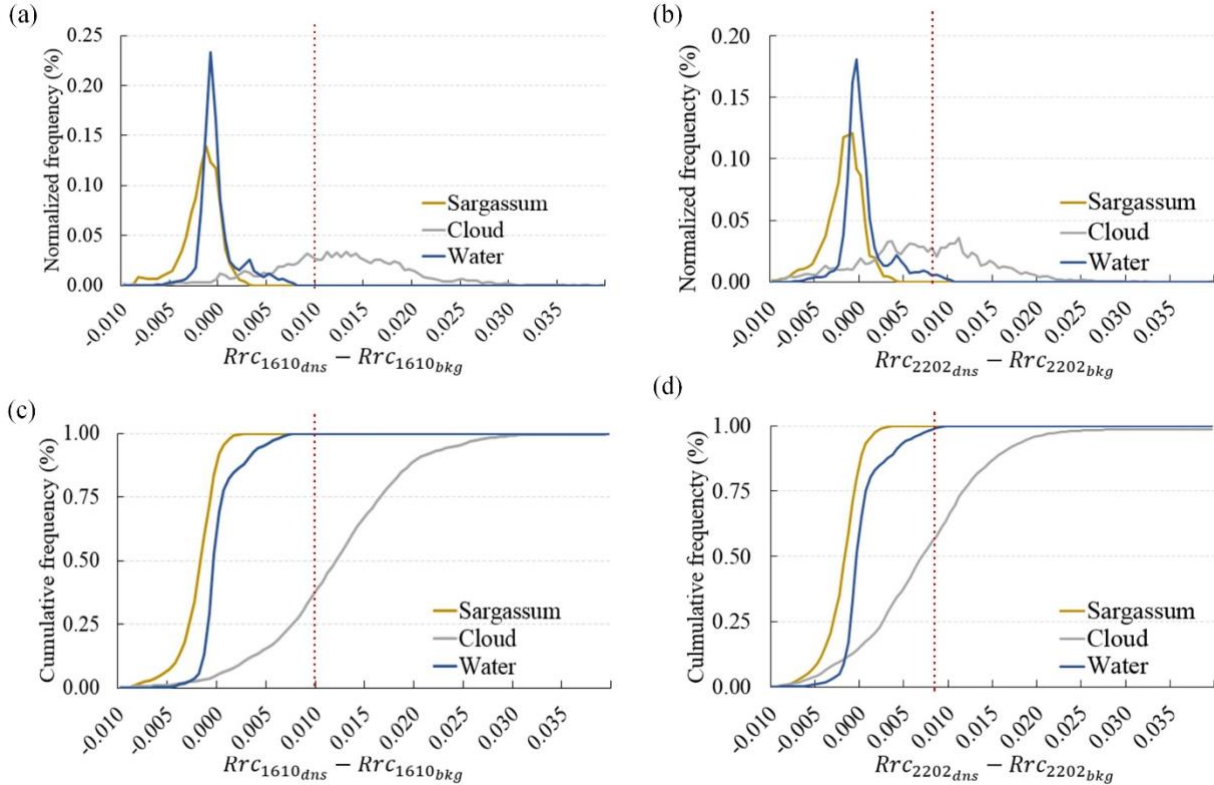 (a)
Normalized frequency (%)
0.25
0.20
0.15
0.10
0.05
0.00
Sargassum
Cloud
Water
-0.010
-0.005
0.000
0.005
0.010
0.015
0.020
0.025
0.030
0.035
Rrc1610dns − Rrc1610bkg
(b)
Normalized frequencty (%)
0.20
0.15
0.10
0.05
0.00
Sargassum
Cloud
Water
-0.010
-0.005
0.000
0.005
0.010
0.015
0.020
0.025
0.030
0.035
Rrc2202dns − Rrc2202bkg
(c)
Cumulative frequency (%)
1.00
0.75
0.50
0.25
0.00
Sargassum
Cloud
Water
-0.010
-0.005
0.000
0.005
0.010
0.015
0.020
0.025
0.030
0.035
Rrc1610dns − Rrc1610bkg
(d)
Culmulative frequency (%)
1.00
0.75
0.50
0.25
0.00
Sargassum
Cloud
Water
-0.010
-0.005
0.000
0.005
0.010
0.015
0.020
0.025
0.030
0.035
Rrc2202dns − Rrc2202bkg